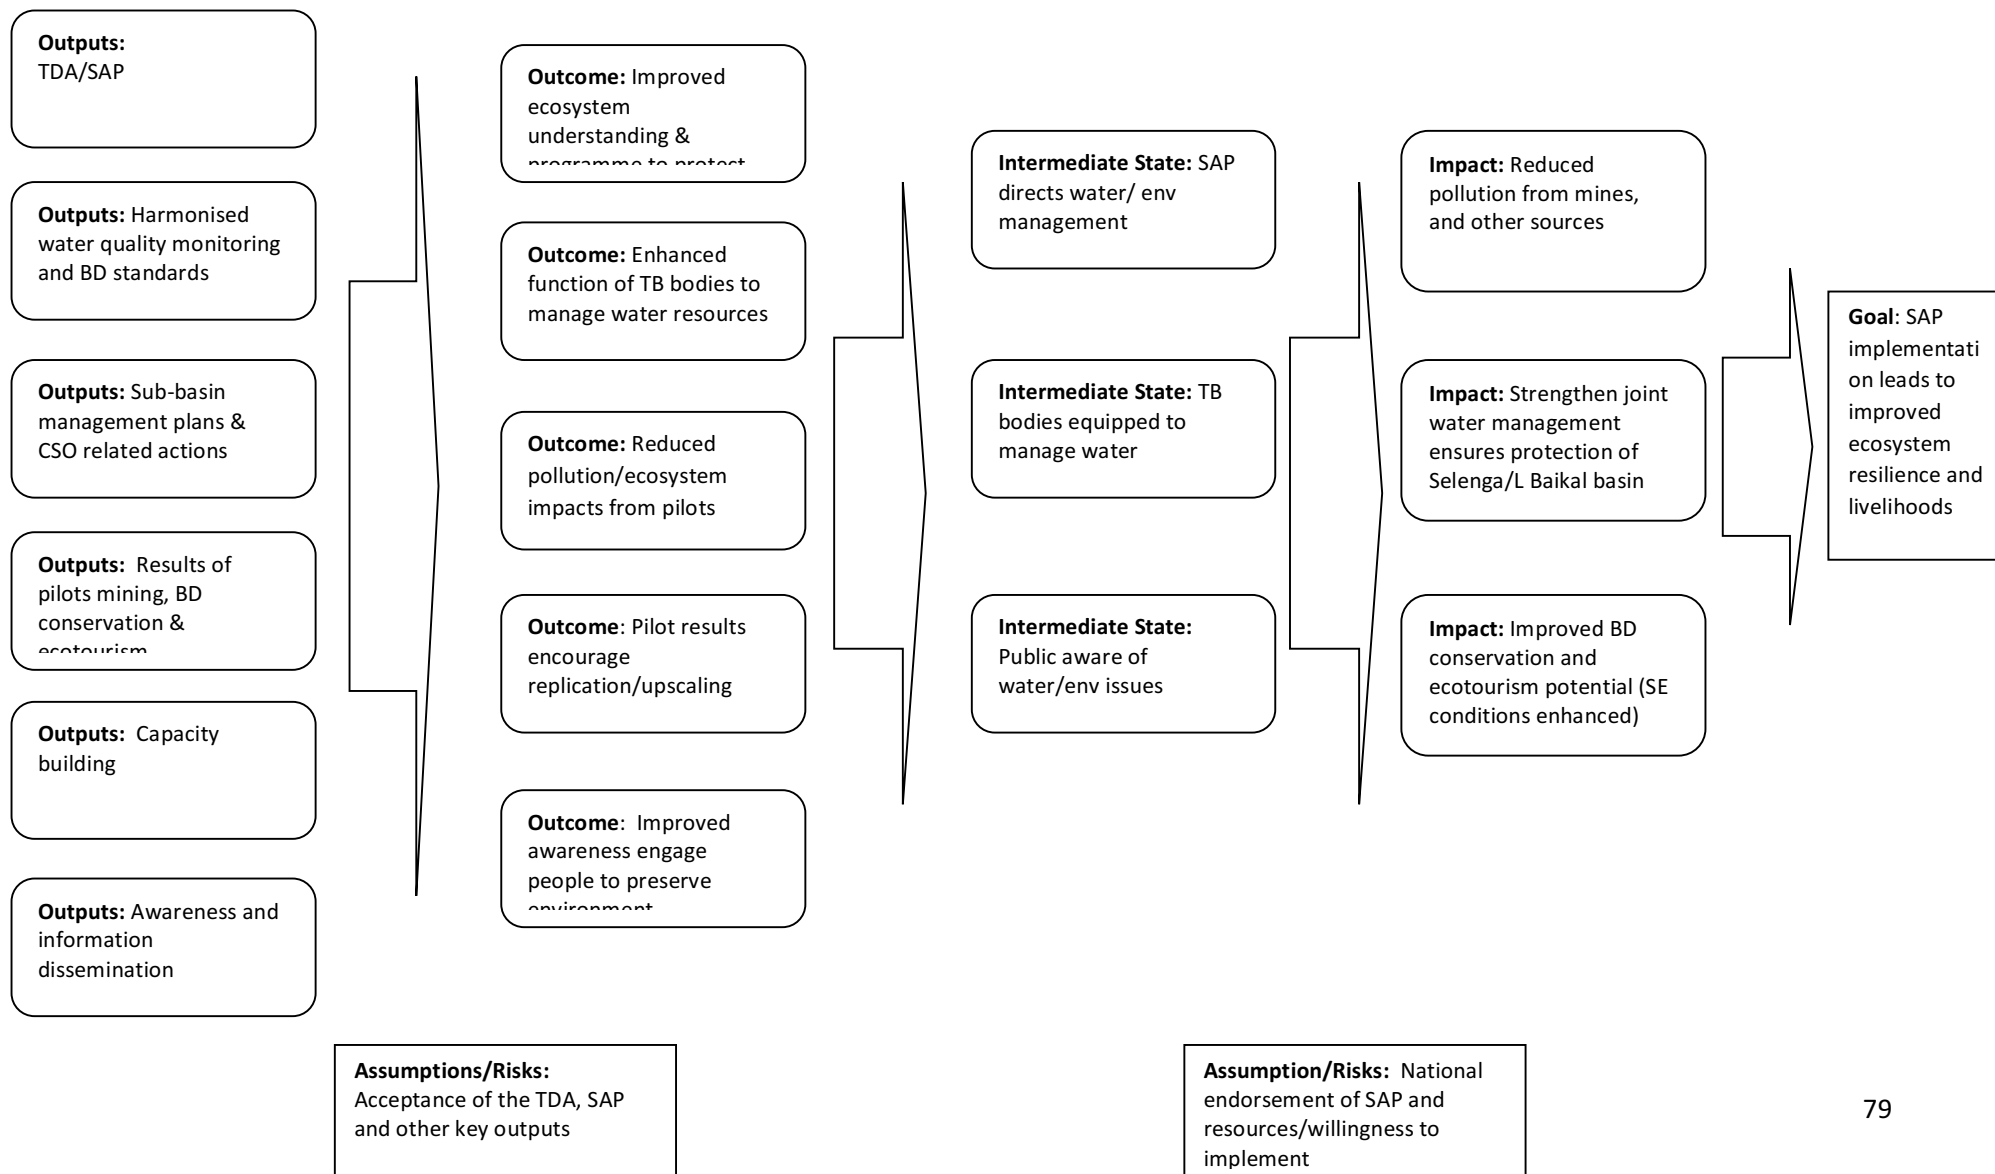 Outputs:
TDA/SAP
Outputs: Harmonised
water quality monitoring
and BD standards
Outputs: Sub-basin
management plans &
CSO related actions
Outputs: Results of
pilots mining, BD
conservation &
ecotourism
Outputs: Capacity
building
Outputs: Awareness and
information
dissemination
Outcome: Improved
ecosystem
understanding &
programme to protect
Outcome: Enhanced
function of TB bodies to
manage water resources
Outcome: Reduced
pollution/ecosystem
impacts from pilots
Outcome: Pilot results
encourage
replication/upscaling
Outcome: Improved
awareness engage
people to preserve
environment
Intermediate State: SAP
directs water/ env
management
Intermediate State: TB
bodies equipped to
manage water
Intermediate State:
Public aware of
water/env issues
Impact: Reduced
pollution from mines,
and other sources
Impact: Strengthen joint
water management
ensures protection of
Selenga/L Baikal basin
Impact: Improved BD
conservation and
ecotourism potential (SE
conditions enhanced)
Goal: SAP
implementati
on leads to
improved
ecosystem
resilience and
livelihoods
Assumptions/Risks:
Acceptance of the TDA, SAP
and other key outputs
Assumption/Risks: National
endorsement of SAP and
resources/willingness to
implement
79